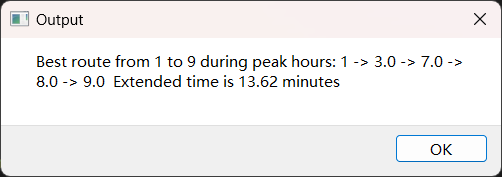 Output
Best route from 1 to 9 during peak hours: 1 -> 3.0 -> 7.0 ->
8.0 -> 9.0  Extended time is 13.62 minutes
OK